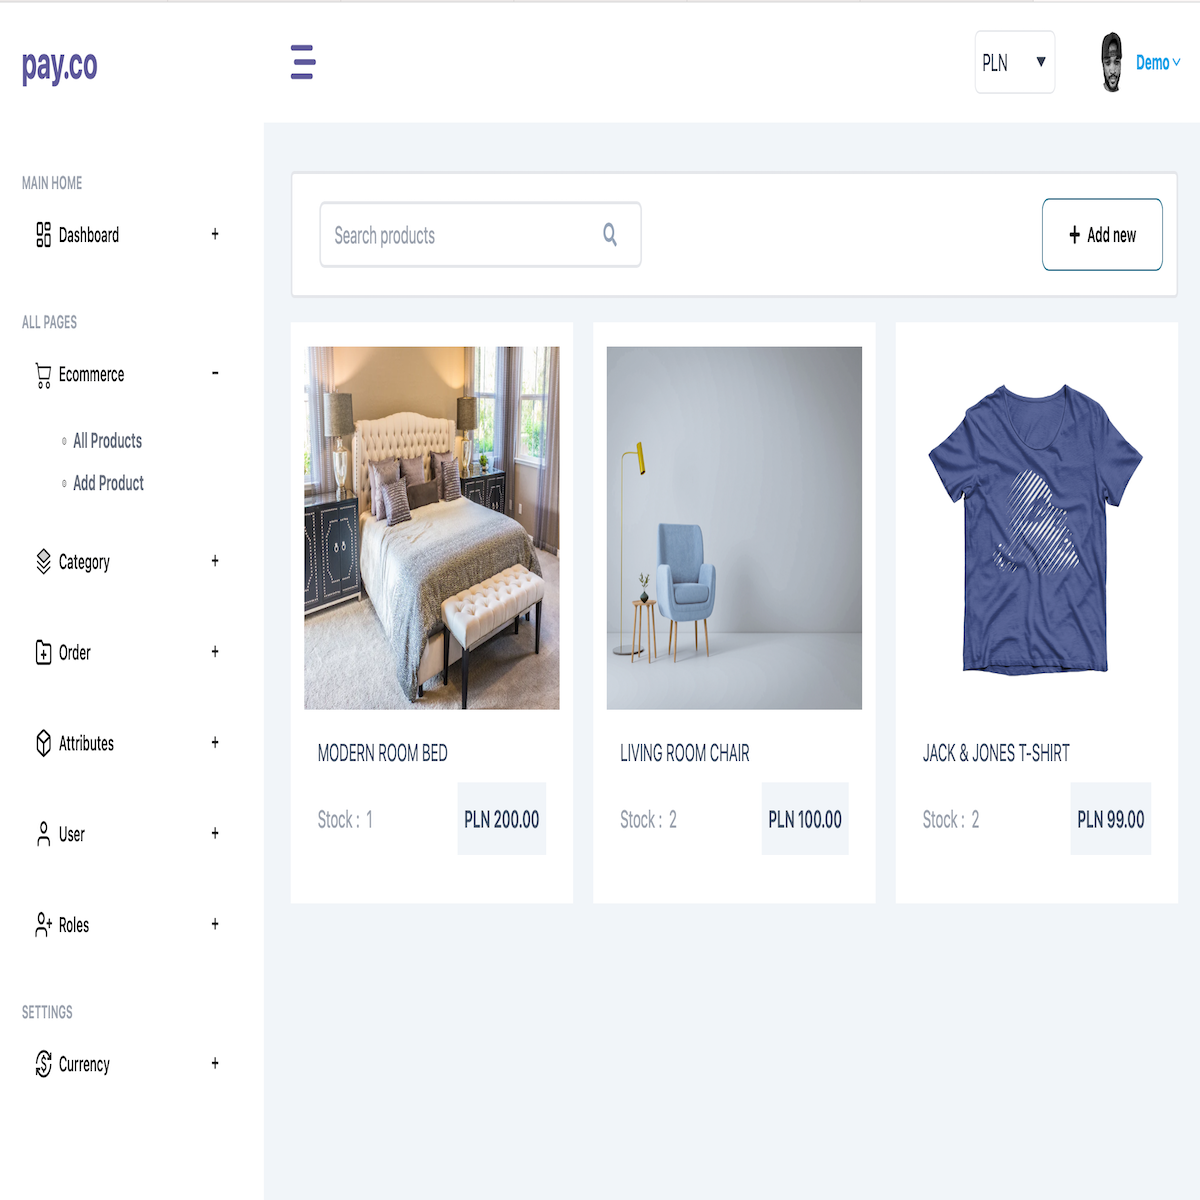 pay.co
PLN
Demo
MAIN HOME
Dashboard +
ALL PAGES
Ecommerce -
All Products
Add Product
Category +
Order +
Attributes +
User +
Roles +
SETTINGS
Currency +
Search products
+ Add new
MODERN ROOM BED
Stock : 1
PLN 200.00
LIVING ROOM CHAIR
Stock : 2
PLN 100.00
JACK & JONES T-SHIRT
Stock : 2
PLN 99.00